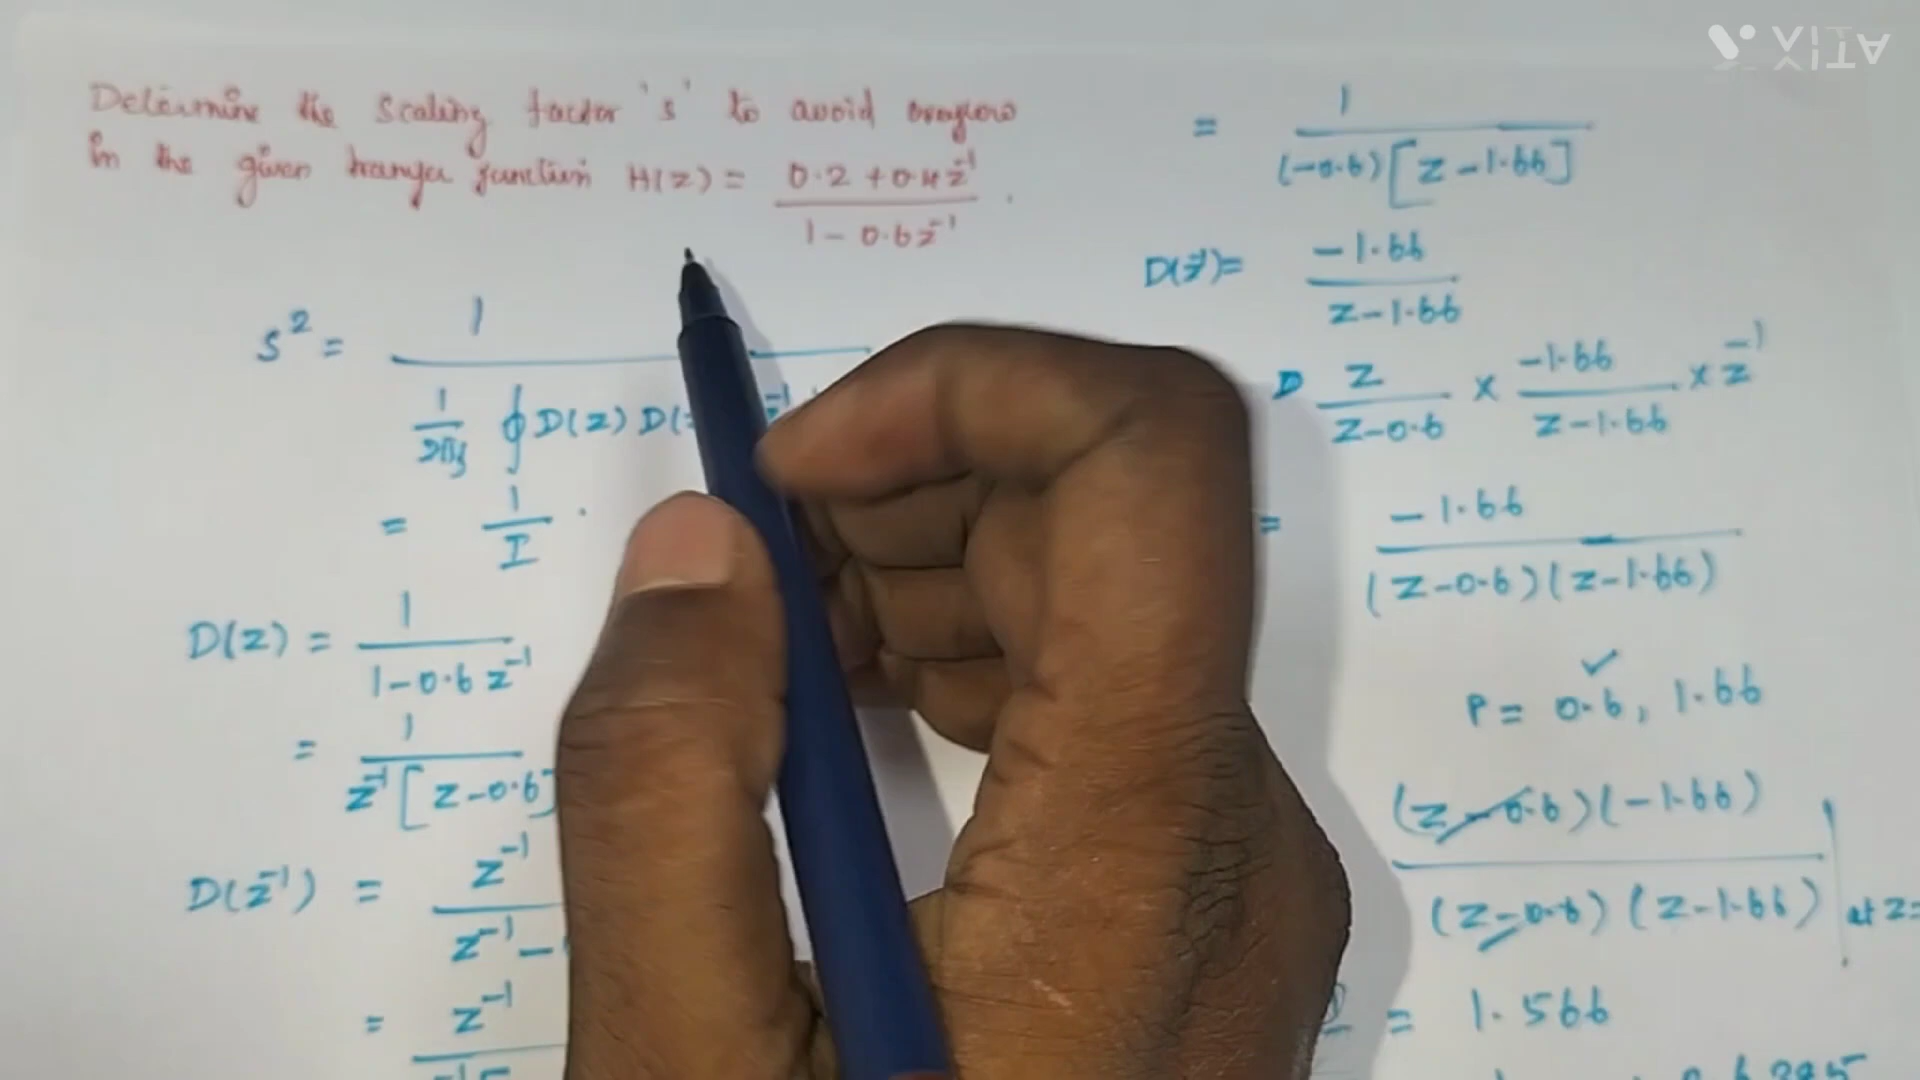 Determine the scaling factor 's' to avoid overflow
in the given transfer function H(z) = 0.2 + 0.4z⁻¹ / 1 - 0.6z⁻¹ .
s² = 1 / 1/2πj ∮ D(z) D(z
= 1 / I .
D(z) = 1 / 1-0.6 z⁻¹
= 1 / z⁻¹ [z-0.6]
D(z⁻¹) = z⁻¹ / z⁻¹ -
= z⁻¹
= 1 / (-0.6)[z - 1.66]
D(z⁻¹) = -1.66 / z-1.66
z / z-0.6 × -1.66 / z-1.66 × z⁻¹
= -1.66 / (z-0.6)(z-1.66)
✓
P = 0.6, 1.66
(z-0.6)(-1.66) / (z-0.6)(z-1.66) | at z=
= 1.566
VITA